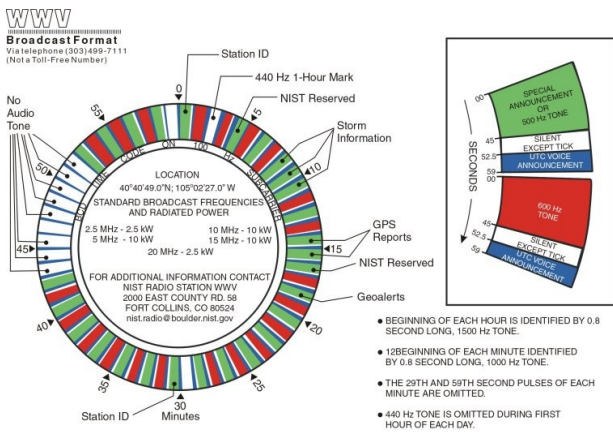 WWV
Broadcast Format
Via telephone (303) 499-7111
(Not a Toll-Free Number)
Station ID
440 Hz 1-Hour Mark
NIST Reserved
Storm
Information
No
Audio
Tone
0
5
10
15
20
25
30
35
40
45
50
55
BCD TIME CODE ON 100 Hz SUBCARRIER
LOCATION
40°40'49.0"N; 105°02'27.0" W
STANDARD BROADCAST FREQUENCIES
AND RADIATED POWER
2.5 MHz - 2.5 kW 10 MHz - 10 kW
5 MHz - 10 kW 15 MHz - 10 kW
20 MHz - 2.5 kW
FOR ADDITIONAL INFORMATION CONTACT
NIST RADIO STATION WWV
2000 EAST COUNTY RD. 58
FORT COLLINS, CO 80524
nist.radio@boulder.nist.gov
GPS
Reports
NIST Reserved
Geoalerts
Station ID
Minutes
SECONDS
00
SPECIAL
ANNOUNCEMENT
OR
500 Hz TONE
45
SILENT
EXCEPT TICK
52.5
UTC VOICE
ANNOUNCEMENT
59
00
600 Hz
TONE
45
SILENT
EXCEPT TICK
52.5
UTC VOICE
ANNOUNCEMENT
59
• BEGINNING OF EACH HOUR IS IDENTIFIED BY 0.8
SECOND LONG, 1500 Hz TONE.
• 12BEGINNING OF EACH MINUTE IDENTIFIED
BY 0.8 SECOND LONG, 1000 Hz TONE.
• THE 29TH AND 59TH SECOND PULSES OF EACH
MINUTE ARE OMITTED.
• 440 Hz TONE IS OMITTED DURING FIRST
HOUR OF EACH DAY.